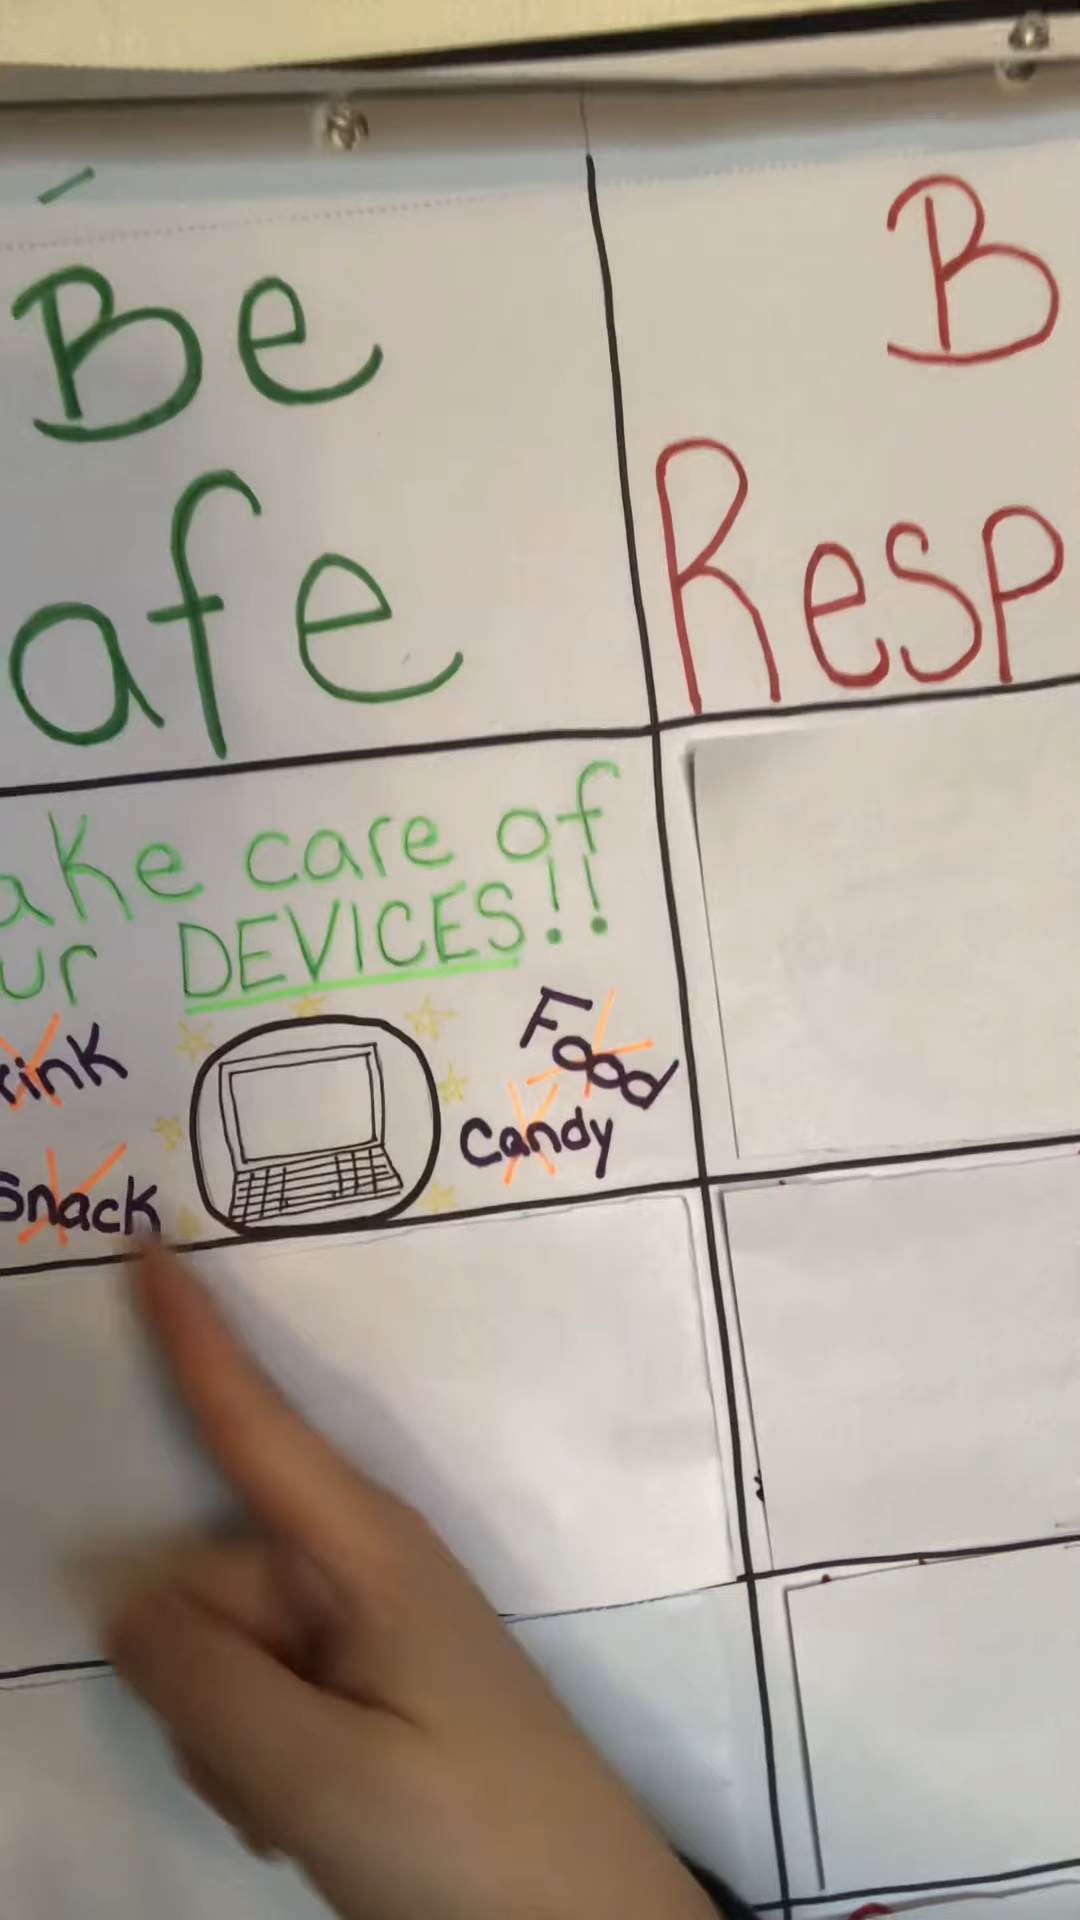 Be
afe
B
Resp
ake care of
ur DEVICES!!
rink
Food
Candy
Snack